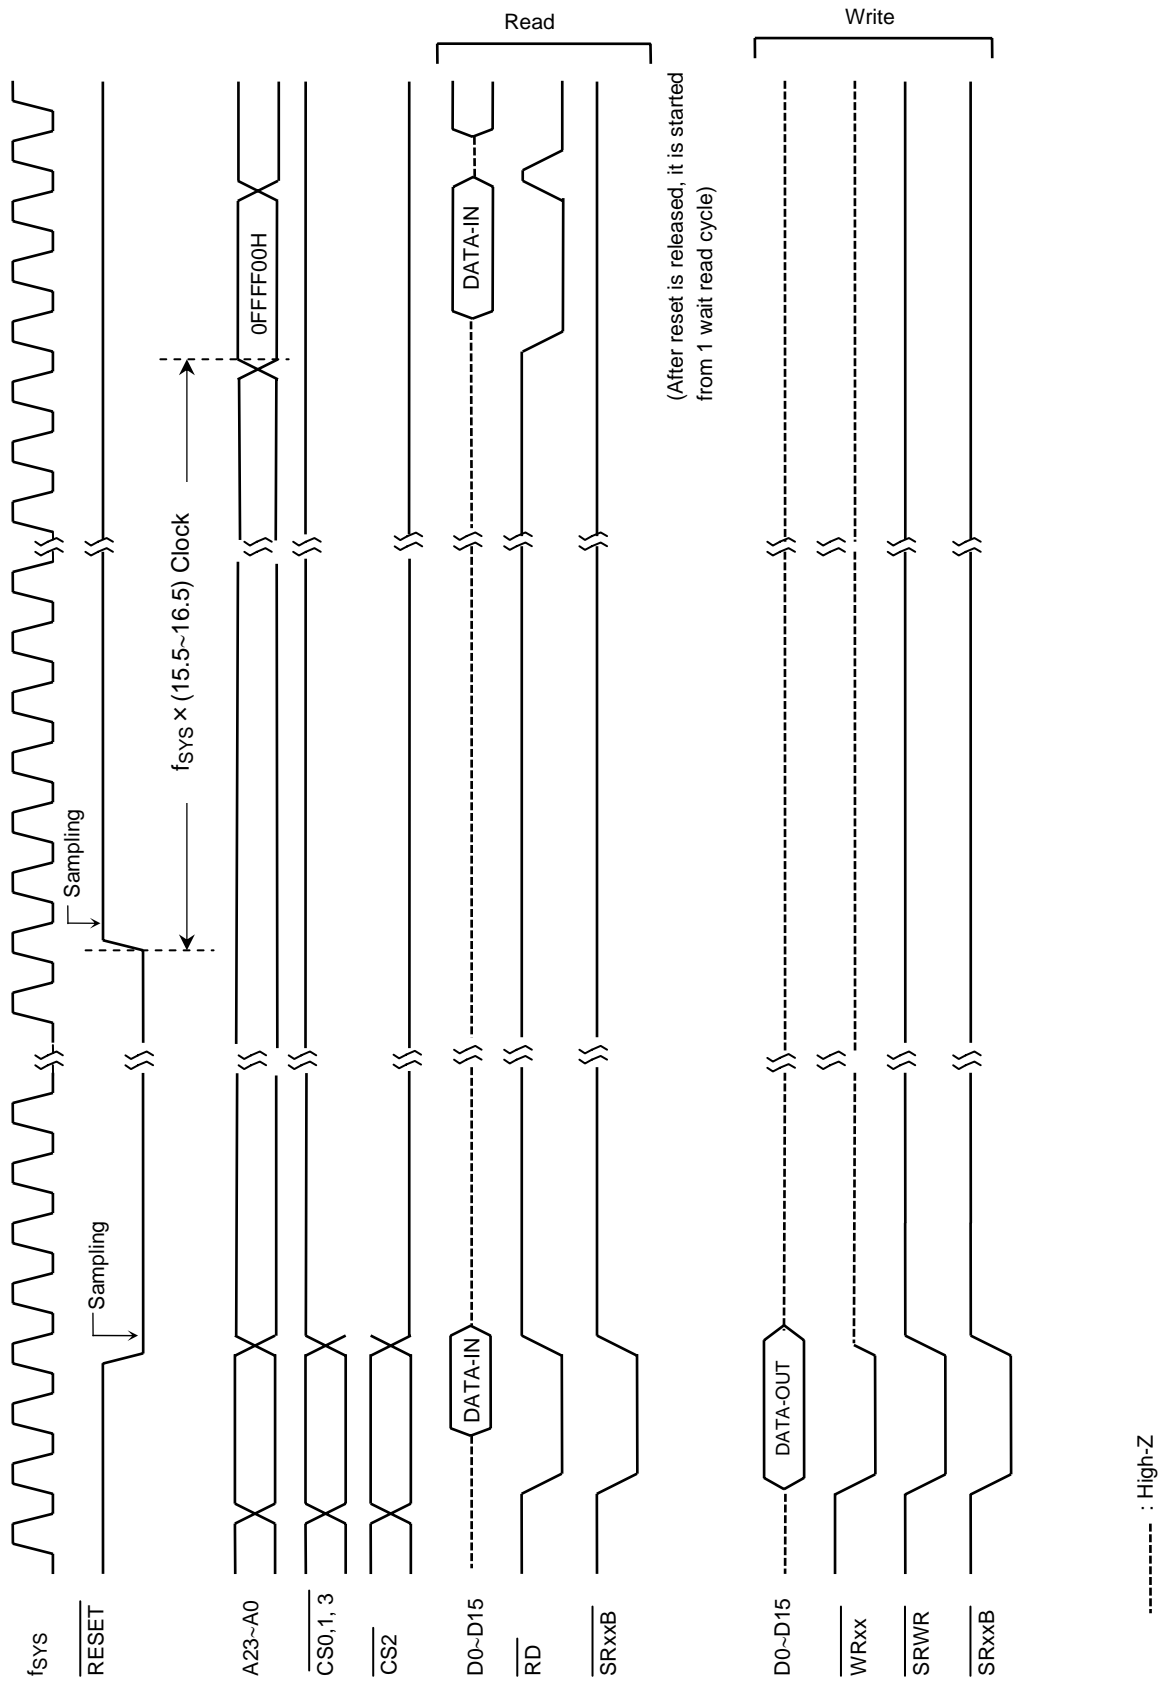 fSYS
RESET
Sampling
Sampling
fSYS × (15.5~16.5) Clock
A23~A0
0FFFF00H
CS0,1, 3
CS2
Read
D0~D15
DATA-IN
DATA-IN
RD
SRxxB
(After reset is released, it is started
from 1 wait read cycle)
Write
D0~D15
DATA-OUT
WRxx
SRWR
SRxxB
: High-Z